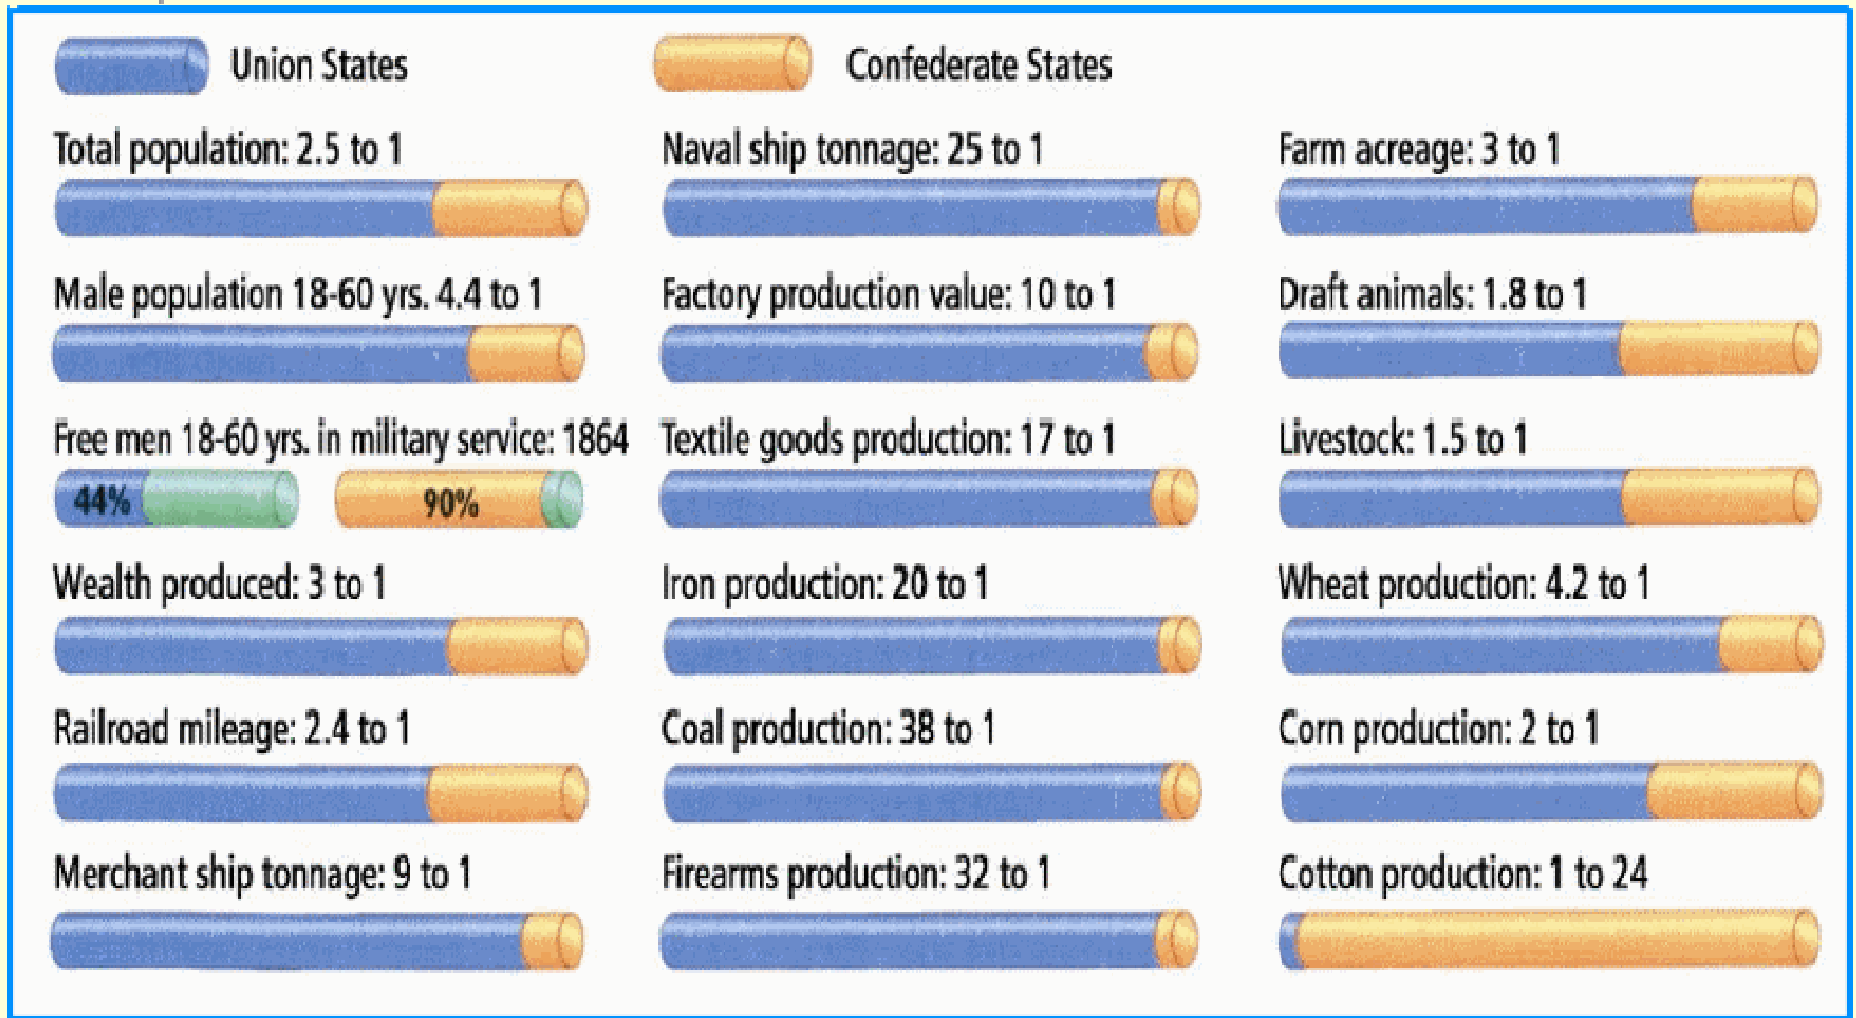 Union States
Confederate States
Total population: 2.5 to 1
Naval ship tonnage: 25 to 1
Farm acreage: 3 to 1
Male population 18-60 yrs. 4.4 to 1
Factory production value: 10 to 1
Draft animals: 1.8 to 1
Free men 18-60 yrs. in military service: 1864
44%
90%
Textile goods production: 17 to 1
Livestock: 1.5 to 1
Wealth produced: 3 to 1
Iron production: 20 to 1
Wheat production: 4.2 to 1
Railroad mileage: 2.4 to 1
Coal production: 38 to 1
Corn production: 2 to 1
Merchant ship tonnage: 9 to 1
Firearms production: 32 to 1
Cotton production: 1 to 24